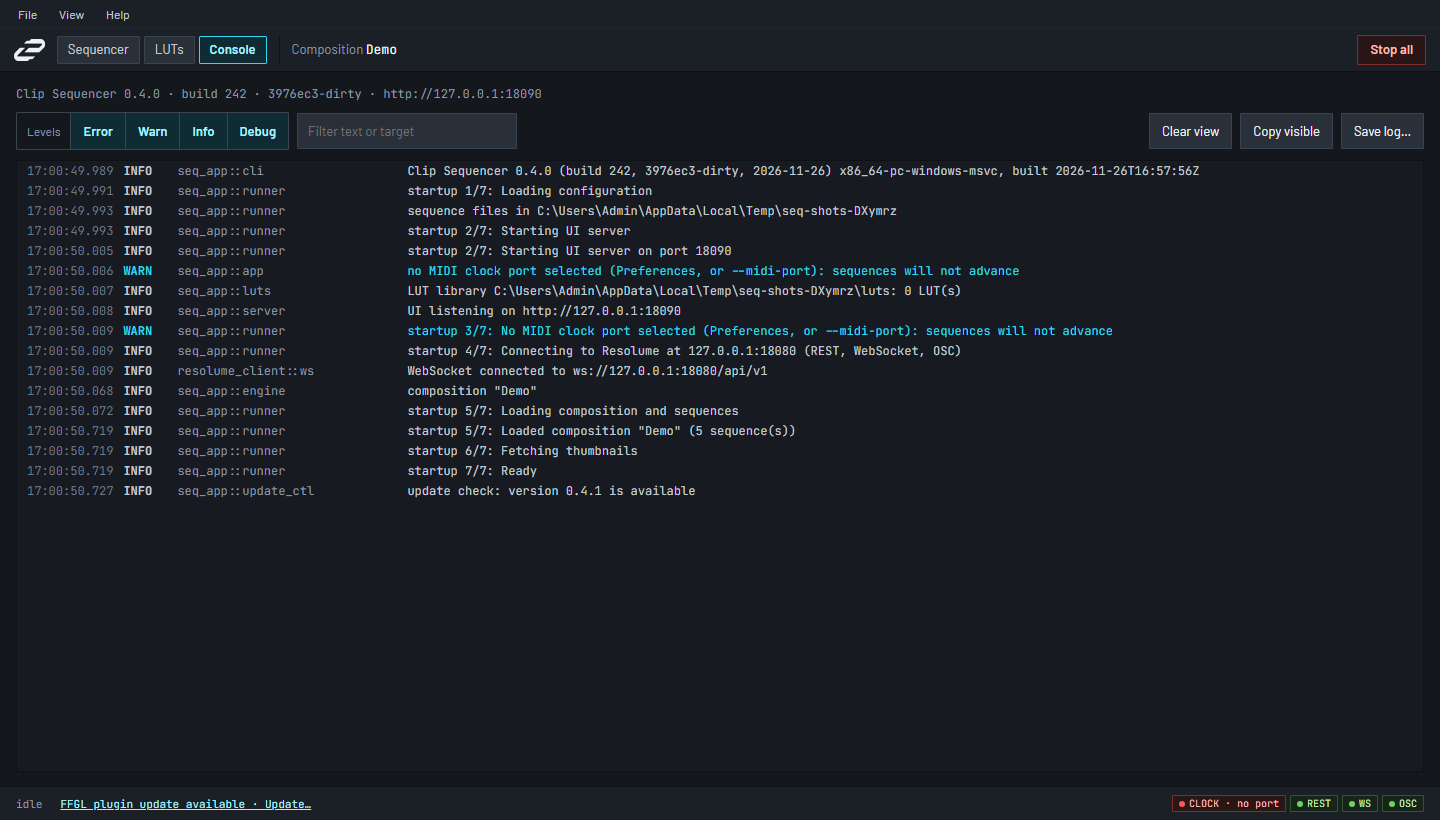 File View Help
Sequencer LUTs Console Composition Demo Stop all
Clip Sequencer 0.4.0 · build 242 · 3976ec3-dirty · http://127.0.0.1:18090
Levels Error Warn Info Debug Filter text or target Clear view Copy visible Save log…
17:00:49.989 INFO seq_app::cli Clip Sequencer 0.4.0 (build 242, 3976ec3-dirty, 2026-11-26) x86_64-pc-windows-msvc, built 2026-11-26T16:57:56Z
17:00:49.991 INFO seq_app::runner startup 1/7: Loading configuration
17:00:49.993 INFO seq_app::runner sequence files in C:\Users\Admin\AppData\Local\Temp\seq-shots-DXymrz
17:00:49.993 INFO seq_app::runner startup 2/7: Starting UI server
17:00:50.005 INFO seq_app::runner startup 2/7: Starting UI server on port 18090
17:00:50.006 WARN seq_app::app no MIDI clock port selected (Preferences, or --midi-port): sequences will not advance
17:00:50.007 INFO seq_app::luts LUT library C:\Users\Admin\AppData\Local\Temp\seq-shots-DXymrz\luts: 0 LUT(s)
17:00:50.008 INFO seq_app::server UI listening on http://127.0.0.1:18090
17:00:50.009 WARN seq_app::runner startup 3/7: No MIDI clock port selected (Preferences, or --midi-port): sequences will not advance
17:00:50.009 INFO seq_app::runner startup 4/7: Connecting to Resolume at 127.0.0.1:18080 (REST, WebSocket, OSC)
17:00:50.009 INFO resolume_client::ws WebSocket connected to ws://127.0.0.1:18080/api/v1
17:00:50.068 INFO seq_app::engine composition "Demo"
17:00:50.072 INFO seq_app::runner startup 5/7: Loading composition and sequences
17:00:50.719 INFO seq_app::runner startup 5/7: Loaded composition "Demo" (5 sequence(s))
17:00:50.719 INFO seq_app::runner startup 6/7: Fetching thumbnails
17:00:50.719 INFO seq_app::runner startup 7/7: Ready
17:00:50.727 INFO seq_app::update_ctl update check: version 0.4.1 is available
idle FFGL plugin update available · Update… CLOCK · no port REST WS OSC